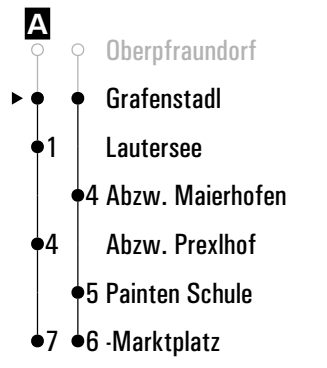 A
Oberpfraundorf
Grafenstadl
1 Lautersee
4 Abzw. Maierhofen
4 Abzw. Prexlhof
5 Painten Schule
7 6 -Marktplatz